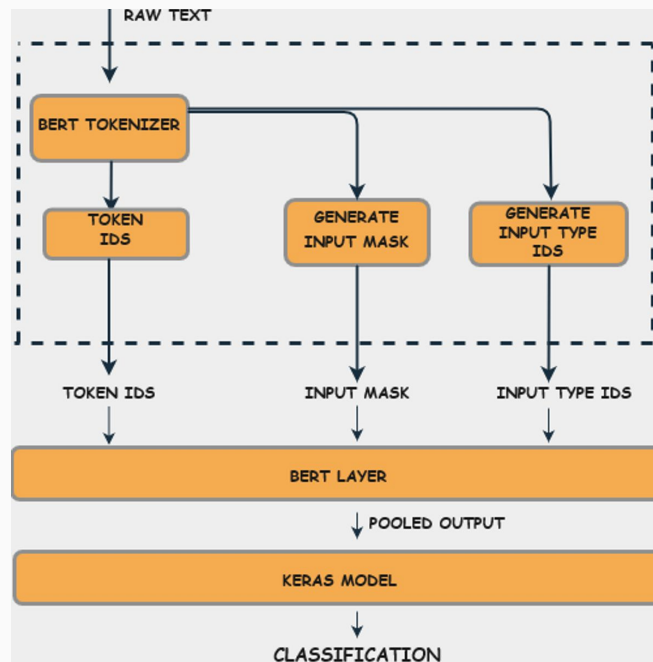 RAW TEXT
BERT TOKENIZER
TOKEN
IDS
GENERATE
INPUT MASK
GENERATE
INPUT TYPE
IDS
TOKEN IDS
INPUT MASK
INPUT TYPE IDS
BERT LAYER
POOLED OUTPUT
KERAS MODEL
CLASSIFICATION